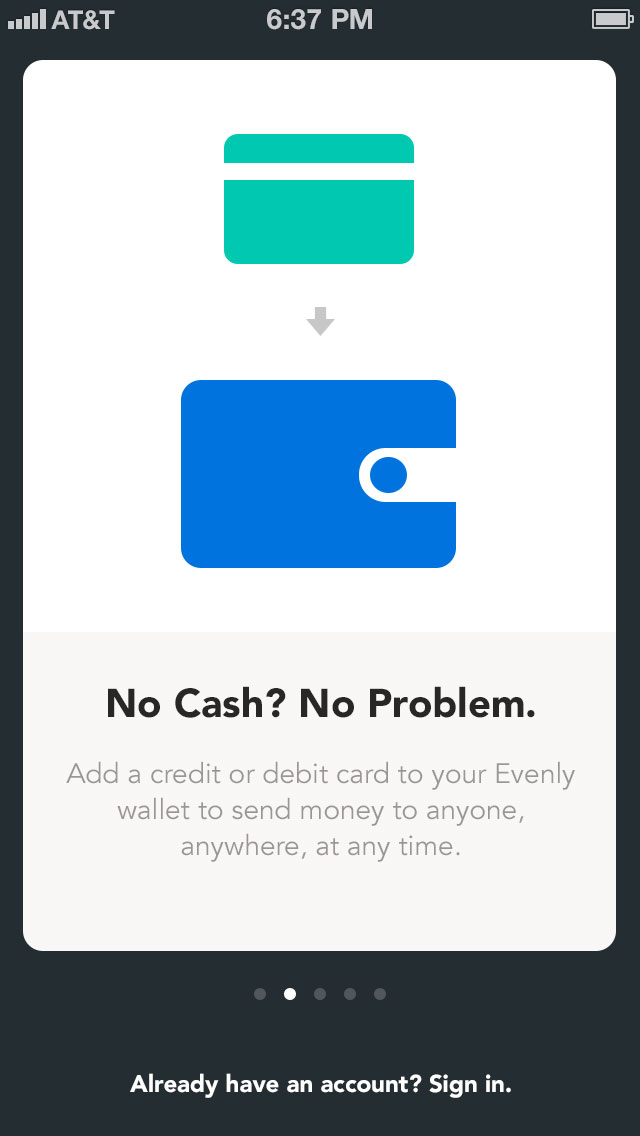 AT&T 6:37 PM
No Cash? No Problem.
Add a credit or debit card to your Evenly
wallet to send money to anyone,
anywhere, at any time.
Already have an account? Sign in.